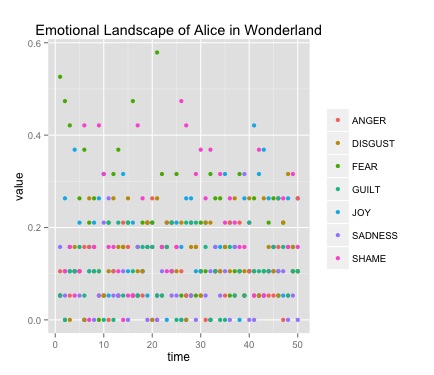 Emotional Landscape of Alice in Wonderland
0.6
0.4
0.2
0.0
value
0
10
20
30
40
50
time
ANGER
DISGUST
FEAR
GUILT
JOY
SADNESS
SHAME